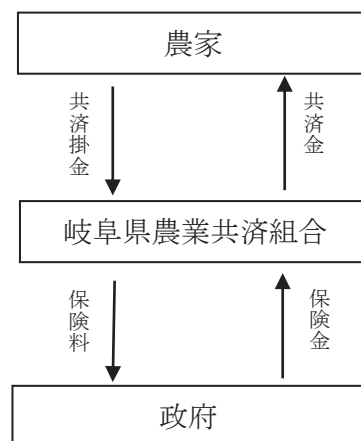 農家
共済掛金
共済金
岐阜県農業共済組合
保険料
保険金
政府